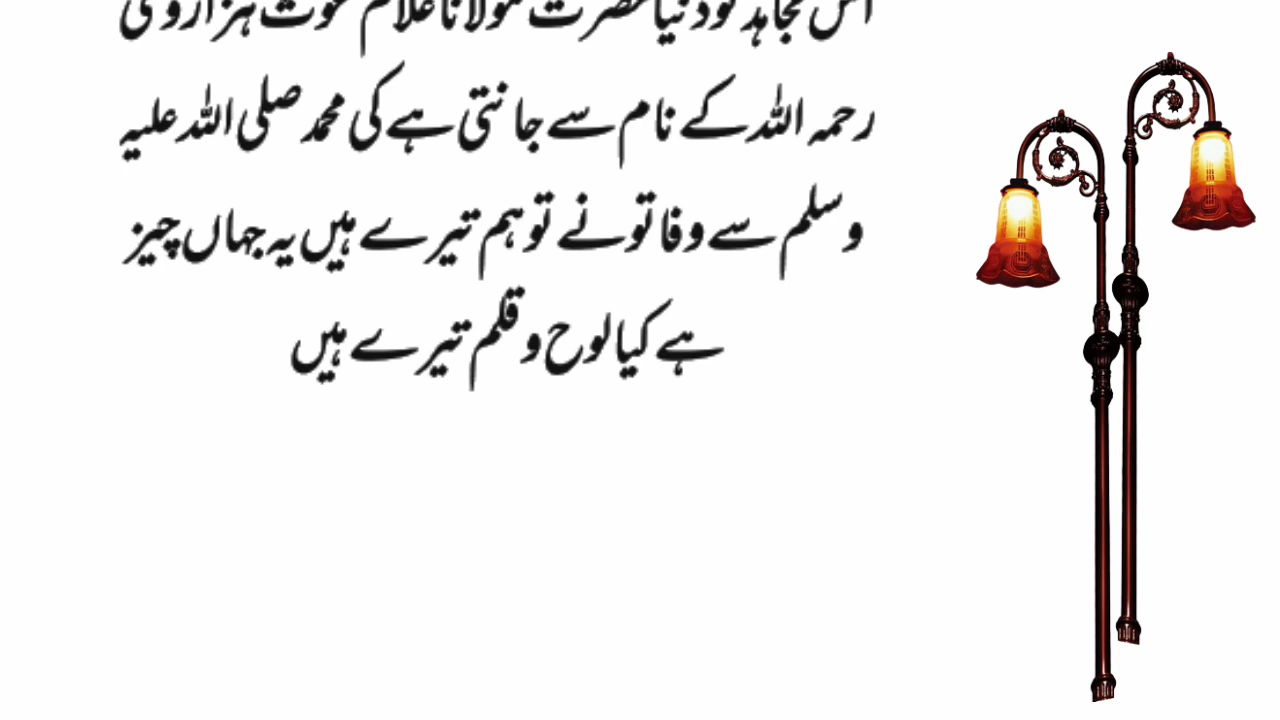 اس مجاہد کو دنیا حضرت مولانا غلام غوث ہزاروی
رحمہ اللہ کے نام سے جانتی ہے کی محمد صلی اللہ علیہ
وسلم سے وفا تو نے تو ہم تیرے ہیں یہ جہاں چیز
ہے کیا لوح و قلم تیرے ہیں